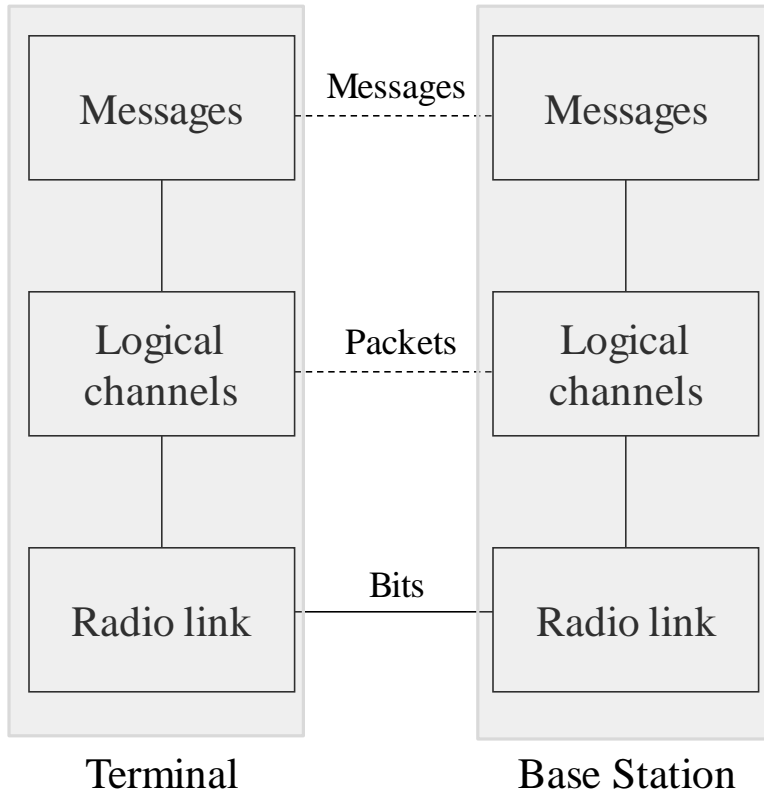 Messages
Messages
Messages
Logical
channels
Packets
Logical
channels
Radio link
Bits
Radio link
Terminal
Base Station